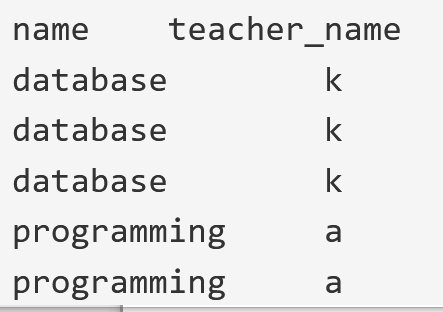 name teacher_name
database k
database k
database k
programming a
programming a